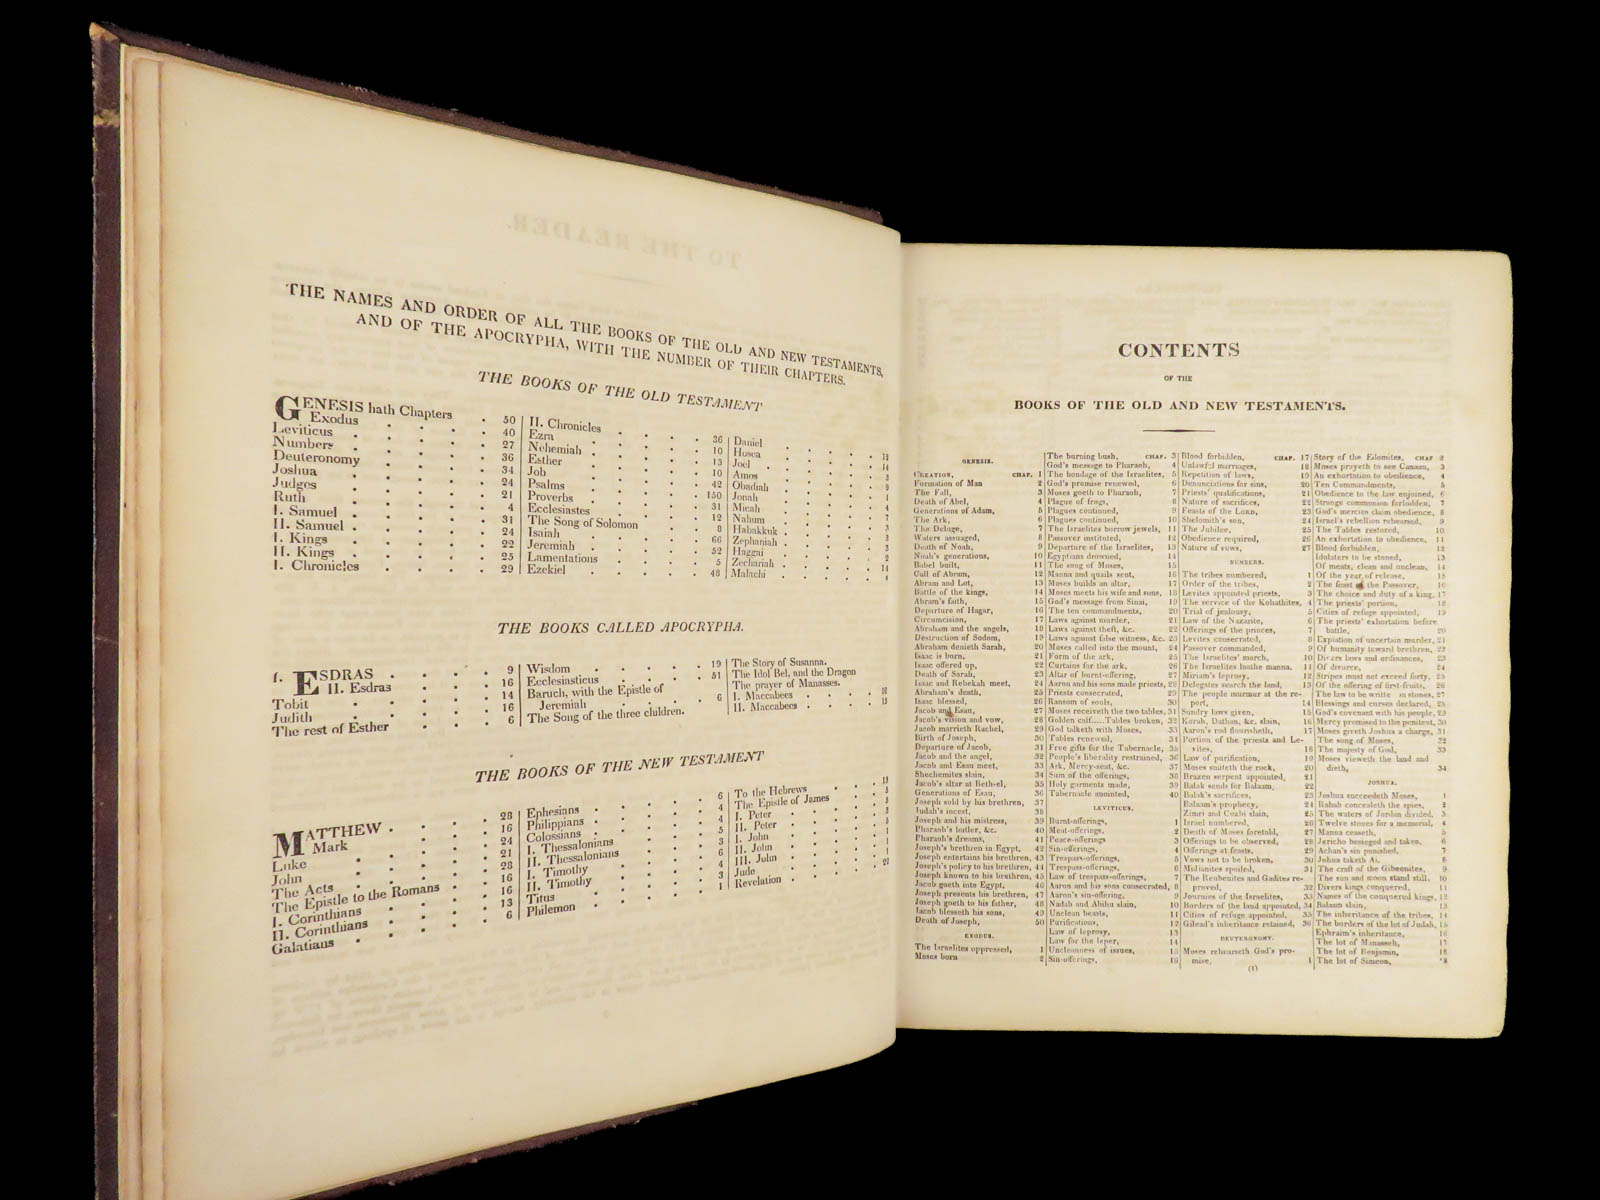 TO THE READER.
THE NAMES AND ORDER OF ALL THE BOOKS OF THE OLD AND NEW TESTAMENTS,
AND OF THE APOCRYPHA, WITH THE NUMBER OF THEIR CHAPTERS.
THE BOOKS OF THE OLD TESTAMENT
GENESIS hath Chapters . 50
Exodus . . . . 40
Leviticus . . . . . 27
Numbers . . . . . 36
Deuteronomy . . . . 34
Joshua . . . . . 24
Judges . . . . . 21
Ruth . . . . . 4
I. Samuel . . . . . 31
II. Samuel . . . . . 24
I. Kings . . . . . 22
II. Kings . . . . . 25
I. Chronicles . . . . 29
II. Chronicles . . . . 36
Ezra . . . . . 10
Nehemiah . . . . . 13
Esther . . . . . 10
Job . . . . . 42
Psalms . . . . . 150
Proverbs . . . . . 31
Ecclesiastes . . . . 12
The Song of Solomon . . . 8
Isaiah . . . . . 66
Jeremiah . . . . . 52
Lamentations . . . . 5
Ezekiel . . . . . 48
Daniel
Hosea
Joel
Amos
Obadiah
Jonah
Micah
Nahum
Habakkuk
Zephaniah
Haggai
Zechariah
Malachi
THE BOOKS CALLED APOCRYPHA.
I. ESDRAS . . . . 9
II. Esdras . . . 16
Tobit . . . . . 14
Judith . . . . . 16
The rest of Esther . . . 6
Wisdom . . . . . 19
Ecclesiasticus . . . . 51
Baruch, with the Epistle of
Jeremiah . . . . 6
The Song of the three children.
The Story of Susanna.
The Idol Bel, and the Dragon
The prayer of Manasses.
I. Maccabees . . . . 16
II. Maccabees . . . . 15
THE BOOKS OF THE NEW TESTAMENT
MATTHEW . . . . 28
Mark . . . . 16
Luke . . . . . 24
John . . . . . 21
The Acts . . . . . 28
The Epistle to the Romans . . 16
I. Corinthians . . . . 16
II. Corinthians . . . . 13
Galatians . . . . . 6
Ephesians . . . . . 6
Philippians . . . . 4
Colossians . . . . 4
I. Thessalonians . . . 5
II. Thessalonians . . . 3
I. Timothy . . . . 6
II. Timothy . . . . 4
Titus . . . . . 3
Philemon . . . . . 1
To the Hebrews . . . 13
The Epistle of James . . 5
I. Peter . . . . 5
II. Peter . . . . 3
I. John . . . . 5
II. John . . . . 1
III. John . . . . 1
Jude . . . . . 1
Revelation . . . . 22
CONTENTS
OF THE
BOOKS OF THE OLD AND NEW TESTAMENTS.
GENESIS.
CREATION, CHAP. 1
Formation of Man 2
The Fall, 3
Death of Abel, 4
Generations of Adam, 5
The Ark, 6
The Deluge, 7
Waters assuaged, 8
Death of Noah, 9
Noah's generations, 10
Babel built, 11
Call of Abram, 12
Abram and Lot, 13
Battle of the kings, 14
Abram's faith, 15
Departure of Hagar, 16
Circumcision, 17
Abraham and the angels, 18
Destruction of Sodom, 19
Abraham denieth Sarah, 20
Isaac is born, 21
Isaac offered up, 22
Death of Sarah, 23
Isaac and Rebekah meet, 24
Abraham's death, 25
Isaac blessed, 26
Jacob and Esau, 27
Jacob's vision and vow, 28
Jacob marrieth Rachel, 29
Birth of Joseph, 30
Departure of Jacob, 31
Jacob and the angel, 32
Jacob and Esau meet, 33
Shechemites slain, 34
Jacob's altar at Beth-el, 35
Generations of Esau, 36
Joseph sold by his brethren, 37
Judah's incest, 38
Joseph and his mistress, 39
Pharaoh's butler, &c. 40
Pharaoh's dreams, 41
Joseph's brethren in Egypt, 42
Joseph entertains his brethren, 43
Joseph's policy to his brethren, 44
Joseph known to his brethren, 45
Jacob goeth into Egypt, 46
Joseph presents his brethren, 47
Joseph goeth to his father, 48
Jacob blesseth his sons, 49
Death of Joseph, 50
EXODUS.
The Israelites oppressed, 1
Moses born 2
The burning bush, CHAP. 3
God's message to Pharaoh, 4
The bondage of the Israelites, 5
God's promise renewed, 6
Moses goeth to Pharaoh, 7
Plague of frogs, 8
Plagues continued, 9
Plagues continued, 10
The Israelites borrow jewels, 11
Passover instituted, 12
Departure of the Israelites, 13
Egyptians drowned, 14
The song of Moses, 15
Manna and quails sent, 16
Moses builds an altar, 17
Moses meets his wife and sons, 18
God's message from Sinai, 19
The ten commandments, 20
Laws against murder, 21
Laws against theft, &c. 22
Laws against false witness, &c. 23
Moses called into the mount, 24
Form of the ark, 25
Curtains for the ark, 26
Altar of burnt-offering, 27
Aaron and his sons made priests, 28
Priests consecrated, 29
Ransom of souls, 30
Moses receiveth the two tables, 31
Golden calf.....Tables broken, 32
God talketh with Moses, 33
Tables renewed, 34
Free gifts for the Tabernacle, 35
People's liberality restrained, 36
Ark, Mercy-seat, &c. 37
Sum of the offerings, 38
Holy garments made, 39
Tabernacle anointed, 40
LEVITICUS.
Burnt-offerings, 1
Meat-offerings, 2
Peace-offerings 3
Sin-offerings, 4
Trespass-offerings, 5
Trespass-offerings, 6
Law of trespass-offerings, 7
Aaron and his sons consecrated, 8
Aaron's sin-offering, 9
Nadab and Abihu slain, 10
Unclean beasts, 11
Purifications, 12
Law of leprosy, 13
Law for the leper, 14
Uncleanness of issues, 15
Sin-offerings, 16
Blood forbidden, CHAP. 17
Unlawful marriages, 18
Repetition of laws, 19
Denunciations for sins, 20
Priests' qualifications, 21
Nature of sacrifices, 22
Feasts of the Lord, 23
Shelomith's son, 24
The Jubilee, 25
Obedience required, 26
Nature of vows, 27
NUMBERS.
The tribes numbered, 1
Order of the tribes, 2
Levites appointed priests, 3
The service of the Kohathites, 4
Trial of jealousy, 5
Law of the Nazarite, 6
Offerings of the princes, 7
Levites consecrated, 8
Passover commanded, 9
The Israelites' march, 10
The Israelites loathe manna, 11
Miriam's leprosy, 12
Delegates search the land, 13
The people murmur at the re-
port, 14
Sundry laws given, 15
Korah, Dathan, &c. slain, 16
Aaron's rod flourisheth, 17
Portion of the priests and Le-
vites, 18
Law of purification, 19
Moses smiteth the rock, 20
Brazen serpent appointed, 21
Balak sends for Balaam, 22
Balak's sacrifices, 23
Balaam's prophecy, 24
Zimri and Cozbi slain, 25
Israel numbered, 26
Death of Moses foretold, 27
Offerings to be observed, 28
Offerings at feasts, 29
Vows not to be broken, 30
Midianites spoiled, 31
The Reubenites and Gadites re-
proved, 32
Journies of the Israelites, 33
Borders of the land appointed, 34
Cities of refuge appointed, 35
Gilead's inheritance retained, 36
DEUTERONOMY.
Moses rehearseth God's pro-
mise, 1
(1)
Story of the Edomites, CHAP 2
Moses prayeth to see Canaan, 3
An exhortation to obedience, 4
Ten Commandments, 5
Obedience to the law enjoined, 6
Strange communion forbidden, 7
God's mercies claim obedience, 8
Israel's rebellion rehearsed, 9
The Tables restored, 10
An exhortation to obedience, 11
Blood forbidden, 12
Idolaters to be stoned, 13
Of meats, clean and unclean, 14
Of the year of release, 15
The feast of the Passover, 16
The choice and duty of a king, 17
The priests' portion, 18
Cities of refuge appointed, 19
The priests' exhortation before
battle, 20
Expiation of uncertain murder, 21
Of humanity toward brethren, 22
Divers laws and ordinances, 23
Of divorce, 24
Stripes must not exceed forty, 25
Of the offering of first-fruits, 26
The law to be written in stones, 27
Blessings and curses declared, 28
God's covenant with his people, 29
Mercy promised to the penitent, 30
Moses giveth Joshua a charge, 31
The song of Moses, 32
The majesty of God, 33
Moses vieweth the land and
dieth, 34
JOSHUA.
Joshua succeedeth Moses, 1
Rahab concealeth the spies, 2
The waters of Jordan divided, 3
Twelve stones for a memorial, 4
Manna ceaseth, 5
Jericho besieged and taken, 6
Achan's sin punished, 7
Joshua taketh Ai, 8
The craft of the Gibeonites, 9
The sun and moon stand still, 10
Divers kings conquered, 11
Names of the conquered kings, 12
Balaam slain, 13
The inheritance of the tribes, 14
The borders of the lot of Judah, 15
Ephraim's inheritance, 16
The lot of Manasseh, 17
The lot of Benjamin, 18
The lot of Simeon,